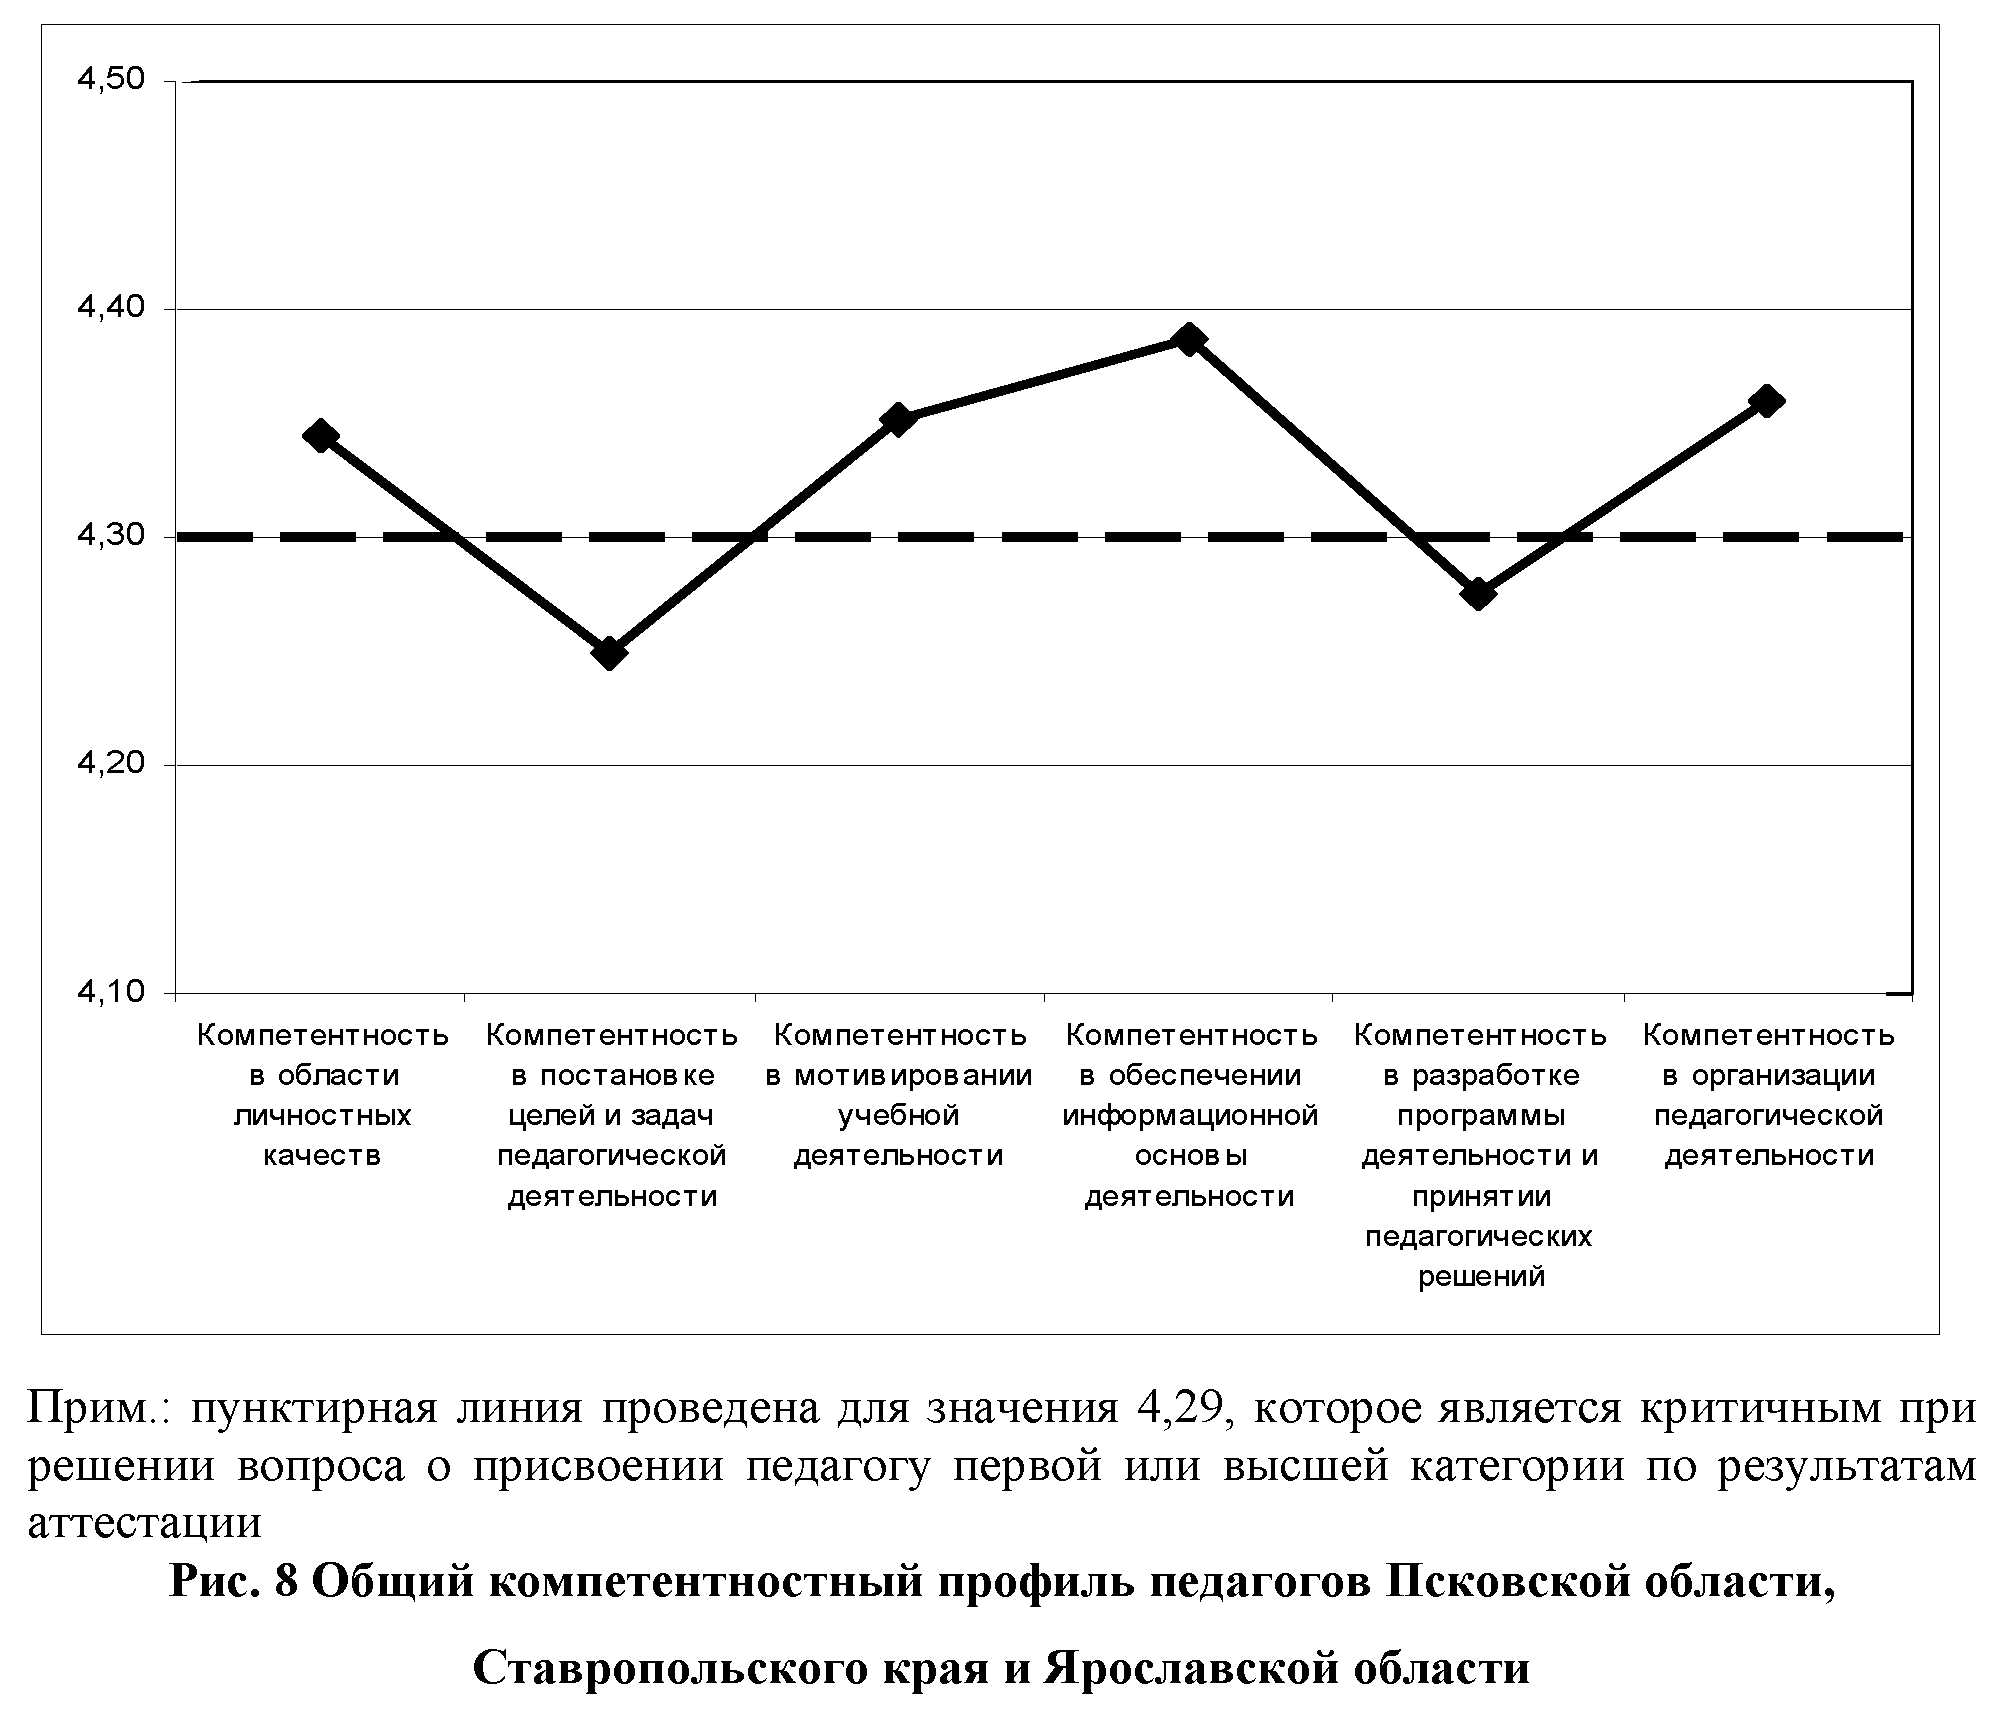 4,50
4,40
4,30
4,20
4,10
Компетентность
в области
личностных
качеств
Компетентность
в постановке
целей и задач
педагогической
деятельности
Компетентность
в мотивировании
учебной
деятельности
Компетентность
в обеспечении
информационной
основы
деятельности
Компетентность
в разработке
программы
деятельности и
принятии
педагогических
решений
Компетентность
в организации
педагогической
деятельности
Прим.: пунктирная линия проведена для значения 4,29, которое является критичным при
решении вопроса о присвоении педагогу первой или высшей категории по результатам
аттестации
Рис. 8 Общий компетентностный профиль педагогов Псковской области,
Ставропольского края и Ярославской области